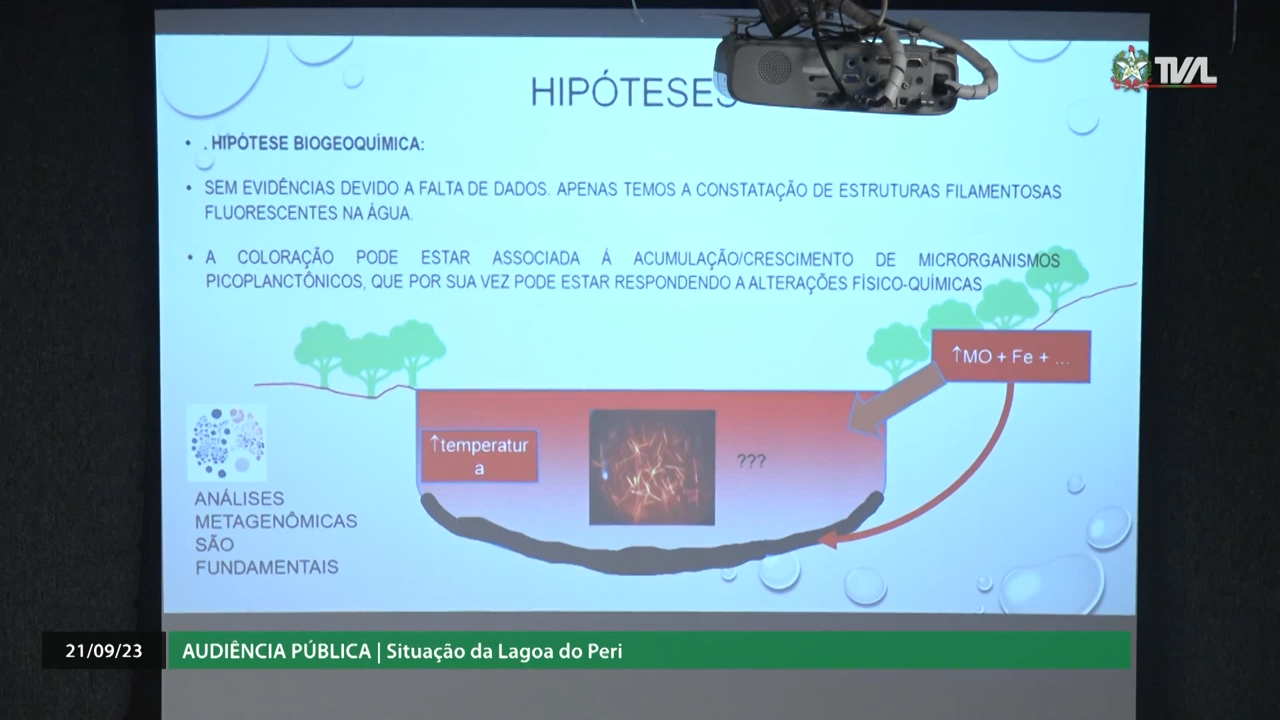 TVAL
HIPÓTESES
• . HIPÓTESE BIOGEOQUÍMICA:
• SEM EVIDÊNCIAS DEVIDO A FALTA DE DADOS. APENAS TEMOS A CONSTATAÇÃO DE ESTRUTURAS FILAMENTOSAS
FLUORESCENTES NA ÁGUA.
• A COLORAÇÃO PODE ESTAR ASSOCIADA Á ACUMULAÇÃO/CRESCIMENTO DE MICRORGANISMOS
PICOPLANCTÔNICOS, QUE POR SUA VEZ PODE ESTAR RESPONDENDO A ALTERAÇÕES FÍSICO-QUÍMICAS
↑MO + Fe + ...
↑temperatur
a
???
ANÁLISES
METAGENÔMICAS
SÃO
FUNDAMENTAIS
21/09/23
AUDIÊNCIA PÚBLICA | Situação da Lagoa do Peri